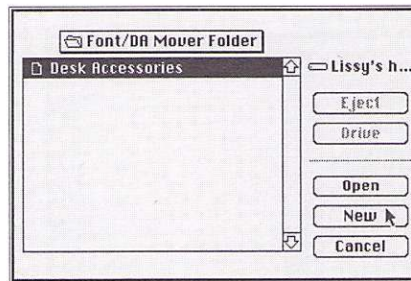 Font/DA Mover Folder
Desk Accessories
Lissy's h...
Eject
Drive
Open
New
Cancel